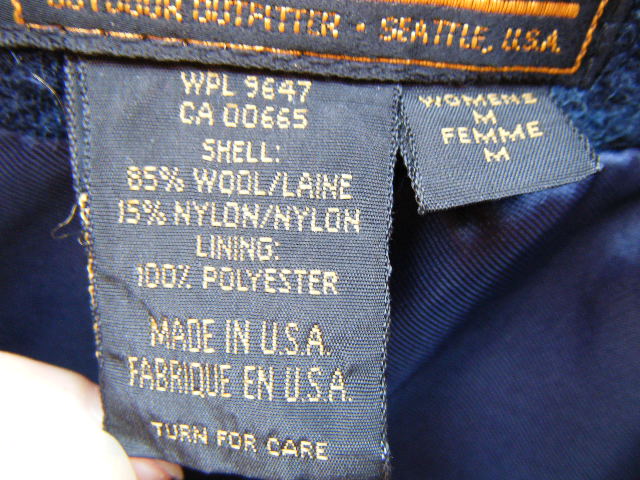 OUTDOOR OUTFITTER • SEATTLE, U.S.A.
WPL 9647
CA 00665
SHELL:
85% WOOL/LAINE
15% NYLON/NYLON
LINING:
100% POLYESTER
MADE IN U.S.A.
FABRIQUE EN U.S.A.
TURN FOR CARE
WOMENS
M
FEMME
M